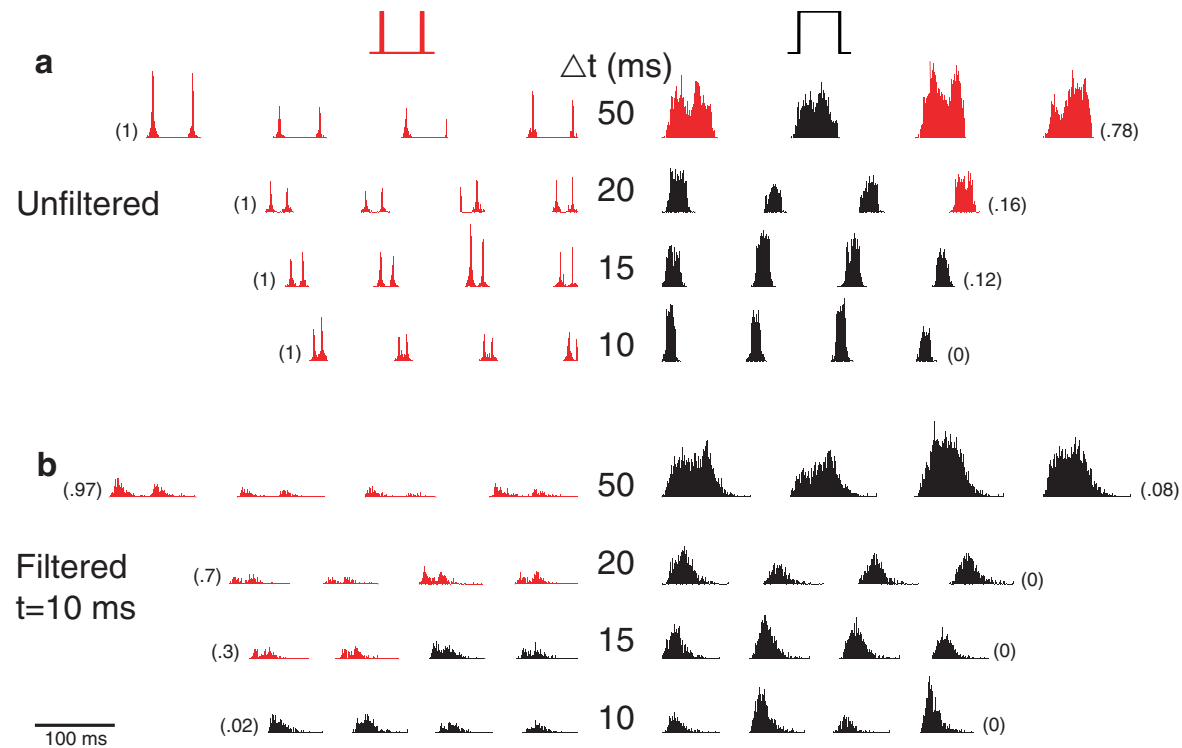 a
△t (ms)
(1) 50 (.78)
Unfiltered
(1) 20 (.16)
(1) 15 (.12)
(1) 10 (0)
b
(.97) 50 (.08)
Filtered
t=10 ms
(.7) 20 (0)
(.3) 15 (0)
(.02) 10 (0)
100 ms